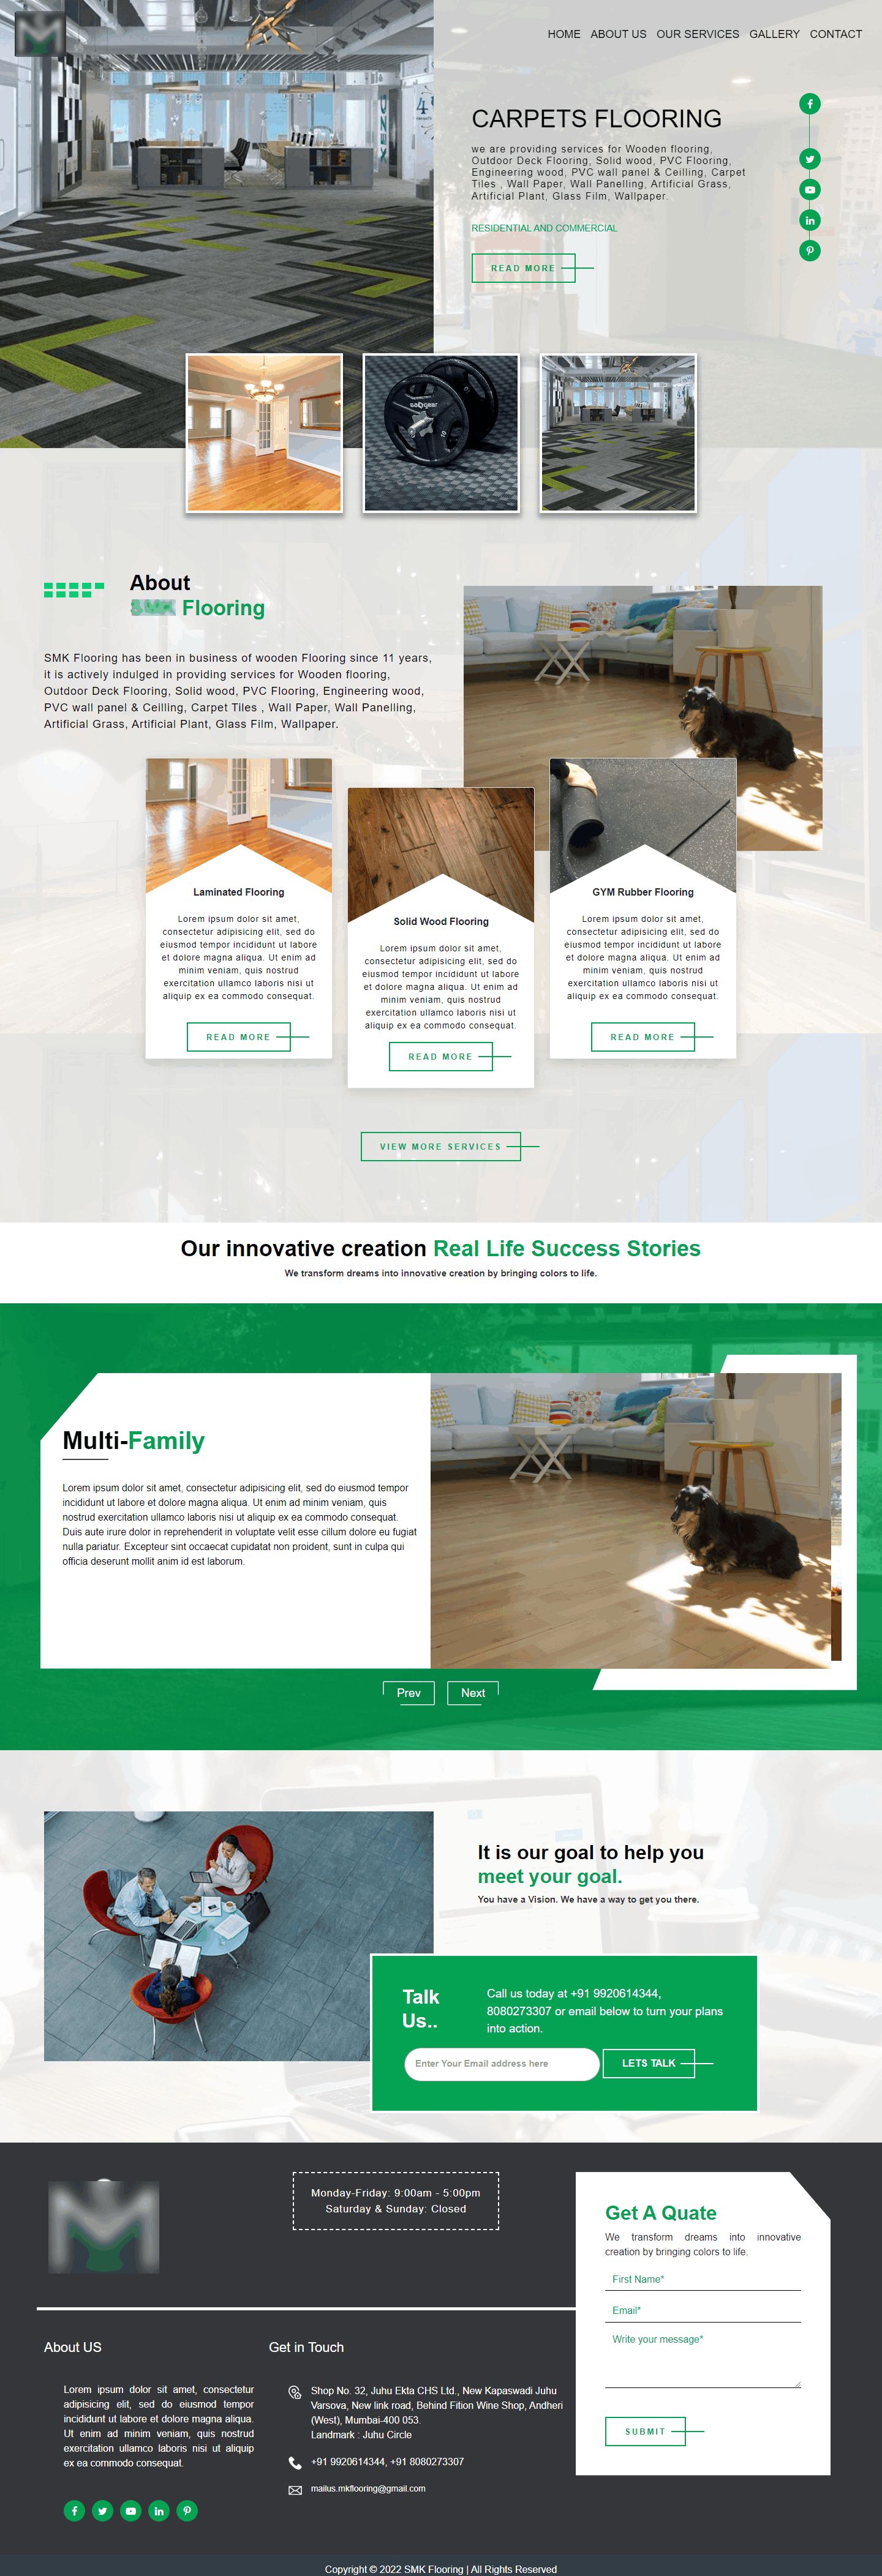 HOME ABOUT US OUR SERVICES GALLERY CONTACT
CARPETS FLOORING
we are providing services for Wooden flooring,
Outdoor Deck Flooring, Solid wood, PVC Flooring,
Engineering wood, PVC wall panel & Ceilling, Carpet
Tiles , Wall Paper, Wall Panelling, Artificial Grass,
Artificial Plant, Glass Film, Wallpaper.
RESIDENTIAL AND COMMERCIAL
READ MORE
About
Flooring
SMK Flooring has been in business of wooden Flooring since 11 years,
it is actively indulged in providing services for Wooden flooring,
Outdoor Deck Flooring, Solid wood, PVC Flooring, Engineering wood,
PVC wall panel & Ceilling, Carpet Tiles , Wall Paper, Wall Panelling,
Artificial Grass, Artificial Plant, Glass Film, Wallpaper.
Laminated Flooring
Lorem ipsum dolor sit amet,
consectetur adipisicing elit, sed do
eiusmod tempor incididunt ut labore
et dolore magna aliqua. Ut enim ad
minim veniam, quis nostrud
exercitation ullamco laboris nisi ut
aliquip ex ea commodo consequat.
READ MORE
Solid Wood Flooring
Lorem ipsum dolor sit amet,
consectetur adipisicing elit, sed do
eiusmod tempor incididunt ut labore
et dolore magna aliqua. Ut enim ad
minim veniam, quis nostrud
exercitation ullamco laboris nisi ut
aliquip ex ea commodo consequat.
READ MORE
GYM Rubber Flooring
Lorem ipsum dolor sit amet,
consectetur adipisicing elit, sed do
eiusmod tempor incididunt ut labore
et dolore magna aliqua. Ut enim ad
minim veniam, quis nostrud
exercitation ullamco laboris nisi ut
aliquip ex ea commodo consequat.
READ MORE
VIEW MORE SERVICES
Our innovative creation Real Life Success Stories
We transform dreams into innovative creation by bringing colors to life.
Multi-Family
Lorem ipsum dolor sit amet, consectetur adipisicing elit, sed do eiusmod tempor
incididunt ut labore et dolore magna aliqua. Ut enim ad minim veniam, quis
nostrud exercitation ullamco laboris nisi ut aliquip ex ea commodo consequat.
Duis aute irure dolor in reprehenderit in voluptate velit esse cillum dolore eu fugiat
nulla pariatur. Excepteur sint occaecat cupidatat non proident, sunt in culpa qui
officia deserunt mollit anim id est laborum.
Prev Next
It is our goal to help you
meet your goal.
You have a Vision. We have a way to get you there.
Talk
Us..
Call us today at +91 9920614344,
8080273307 or email below to turn your plans
into action.
Enter Your Email address here
LETS TALK
Monday-Friday: 9:00am - 5:00pm
Saturday & Sunday: Closed
Get A Quate
We transform dreams into innovative
creation by bringing colors to life.
First Name*
Email*
Write your message*
SUBMIT
About US
Lorem ipsum dolor sit amet, consectetur
adipisicing elit, sed do eiusmod tempor
incididunt ut labore et dolore magna aliqua.
Ut enim ad minim veniam, quis nostrud
exercitation ullamco laboris nisi ut aliquip
ex ea commodo consequat.
Get in Touch
Shop No. 32, Juhu Ekta CHS Ltd., New Kapaswadi Juhu
Varsova, New link road, Behind Fition Wine Shop, Andheri
(West), Mumbai-400 053.
Landmark : Juhu Circle
+91 9920614344, +91 8080273307
mailus.mkflooring@gmail.com
Copyright © 2022 SMK Flooring | All Rights Reserved